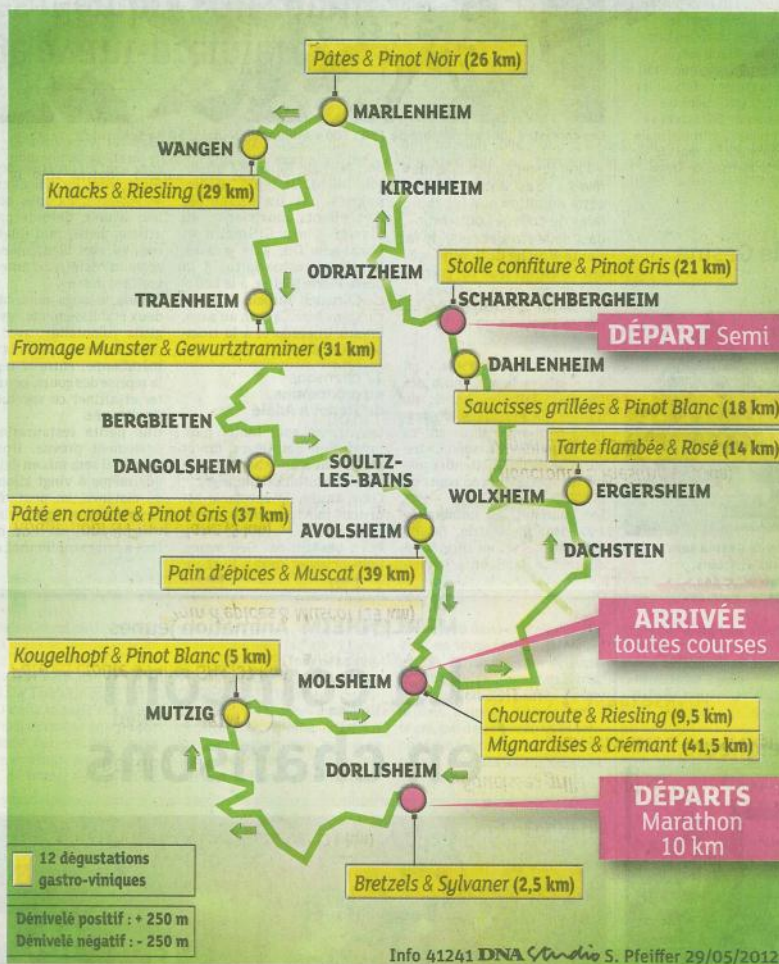 Pâtes & Pinot Noir (26 km)
MARLENHEIM
WANGEN
Knacks & Riesling (29 km)
KIRCHHEIM
ODRATZHEIM
Stolle confiture & Pinot Gris (21 km)
SCHARRACHBERGHEIM
TRAENHEIM
DÉPART Semi
Fromage Munster & Gewurtztraminer (31 km)
DAHLENHEIM
Saucisses grillées & Pinot Blanc (18 km)
BERGBIETEN
Tarte flambée & Rosé (14 km)
DANGOLSHEIM
SOULTZ-
LES-BAINS
WOLXHEIM
ERGERSHEIM
Pâté en croûte & Pinot Gris (37 km)
AVOLSHEIM
DACHSTEIN
Pain d'épices & Muscat (39 km)
ARRIVÉE
toutes courses
Kougelhopf & Pinot Blanc (5 km)
MOLSHEIM
MUTZIG
Choucroute & Riesling (9,5 km)
Mignardises & Crémant (41,5 km)
DORLISHEIM
DÉPARTS
Marathon
10 km
Bretzels & Sylvaner (2,5 km)
12 dégustations
gastro-viniques
Dénivelé positif : + 250 m
Dénivelé négatif : - 250 m
Info 41241 DNA Studio S. Pfeiffer 29/05/2012